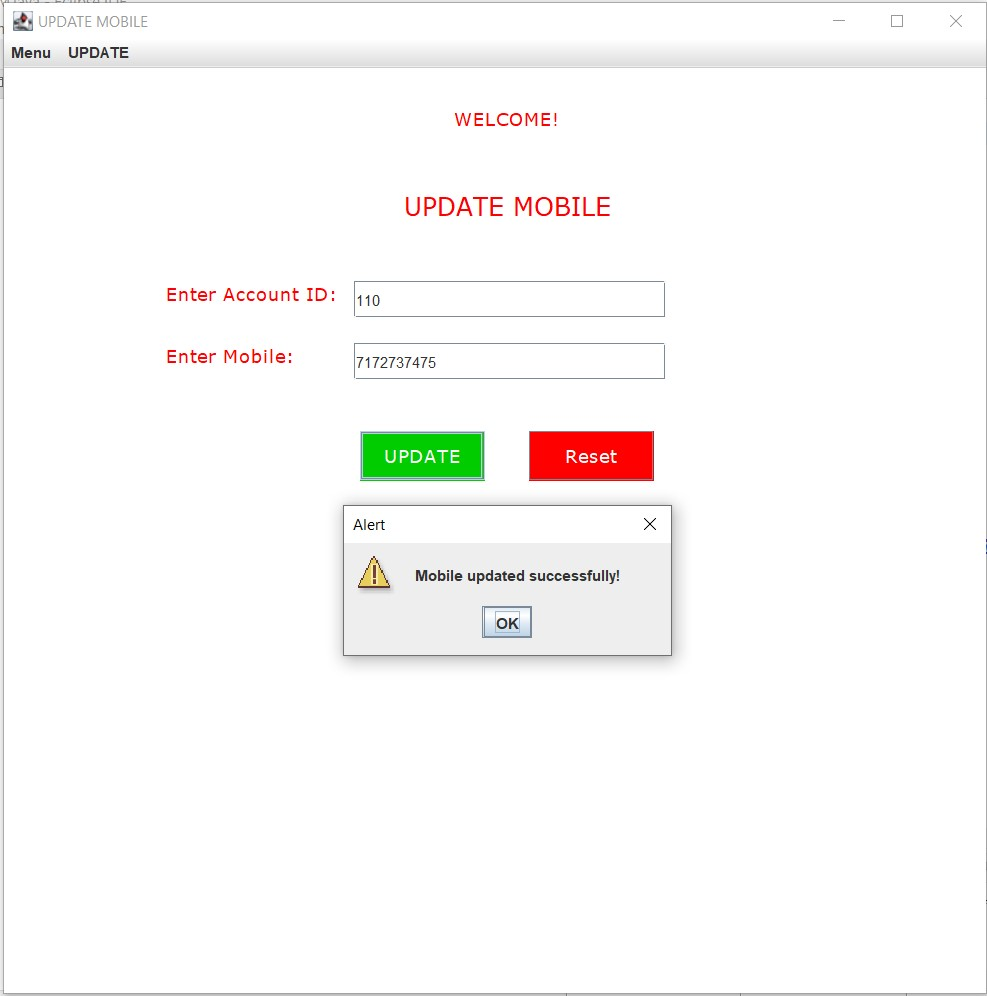 UPDATE MOBILE
Menu UPDATE
WELCOME!
UPDATE MOBILE
Enter Account ID: 110
Enter Mobile: 7172737475
UPDATE Reset
Alert
Mobile updated successfully!
OK